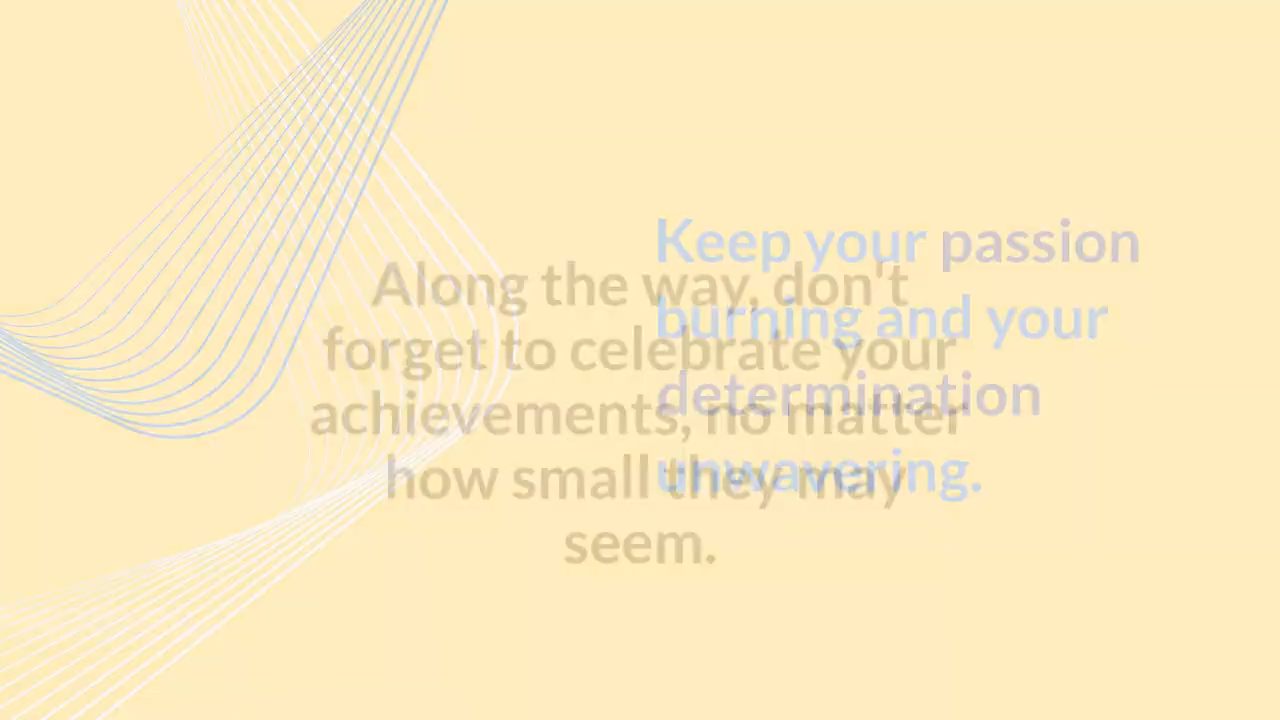 Keep your passion
burning and your
determination
unwavering.
Along the way, don't
forget to celebrate your
achievements, no matter
how small they may
seem.